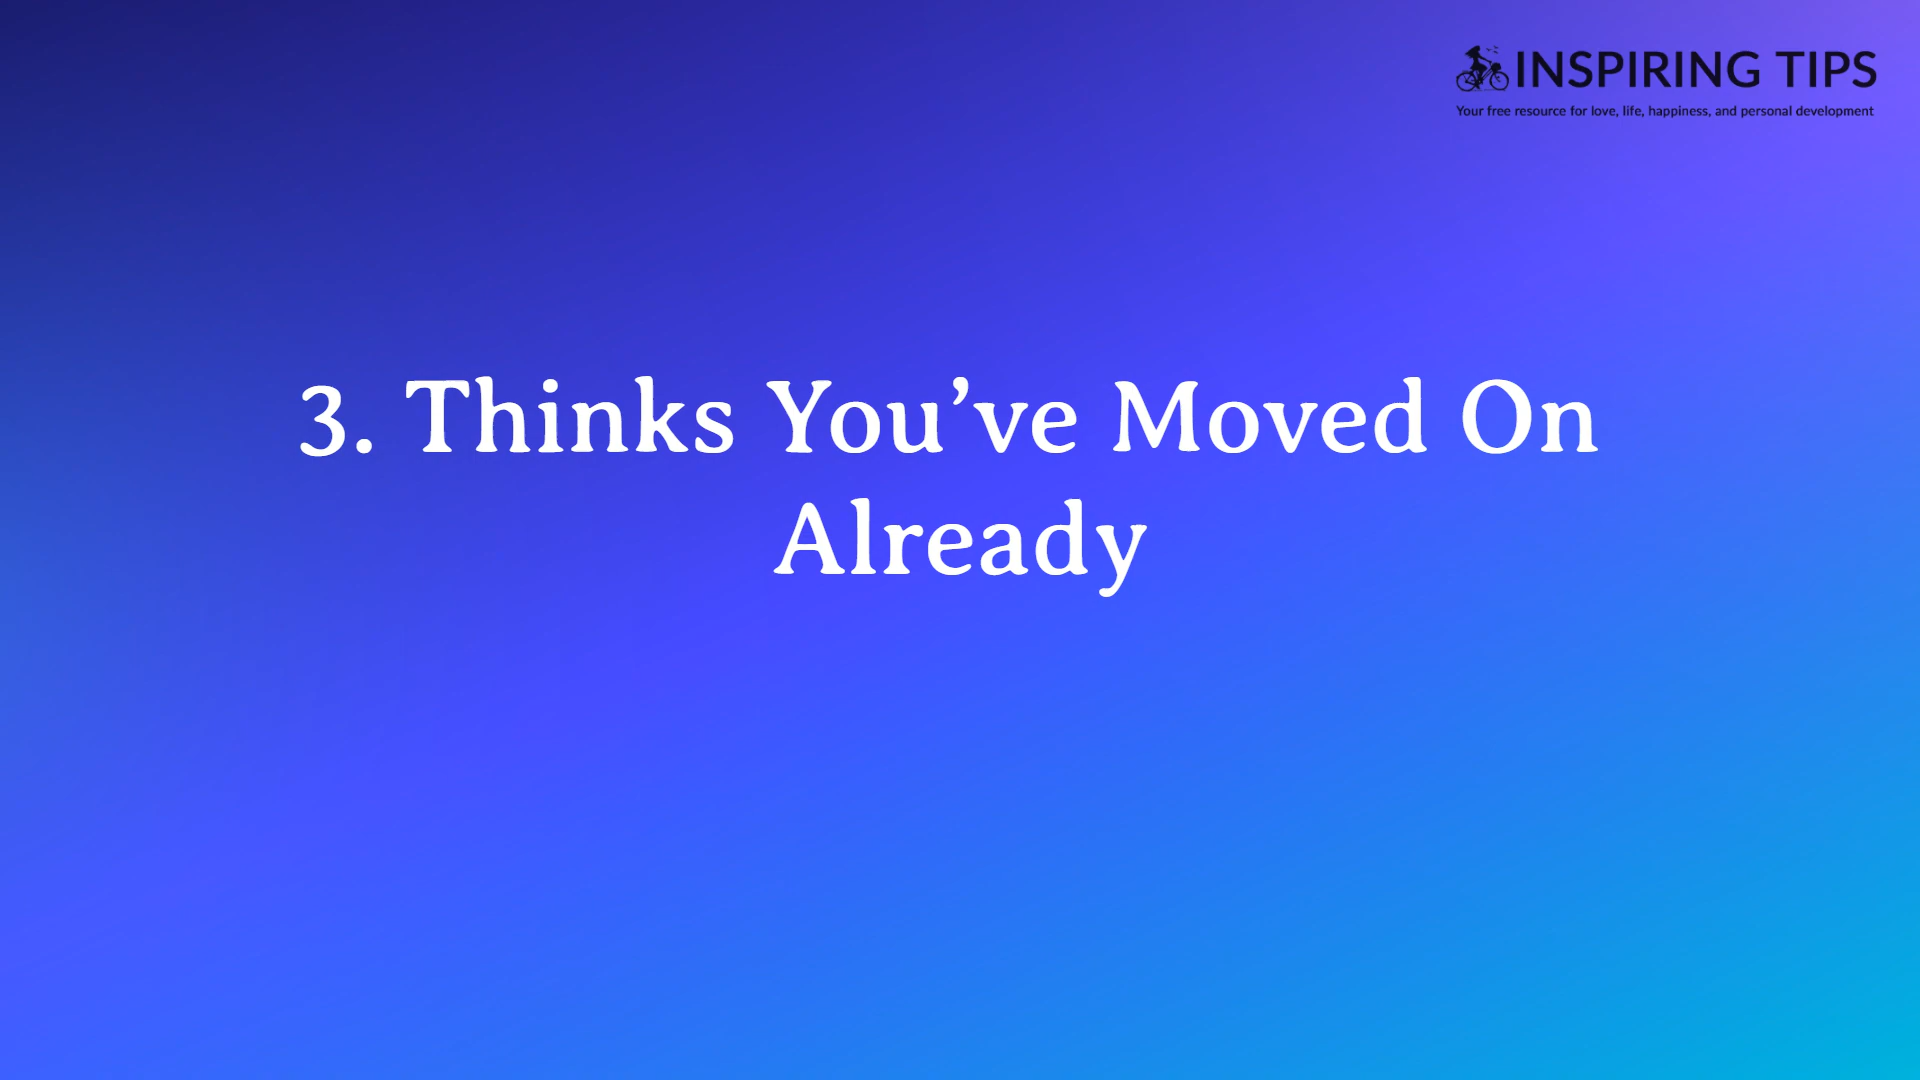 INSPIRING TIPS
Your free resource for love, life, happiness, and personal development
3. Thinks You’ve Moved On
Already